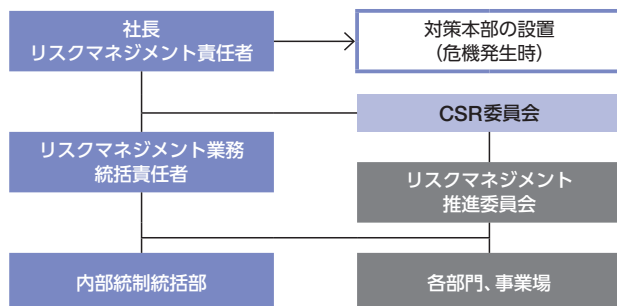 社長
リスクマネジメント責任者
対策本部の設置
(危機発生時)
CSR委員会
リスクマネジメント業務
統括責任者
リスクマネジメント
推進委員会
内部統制統括部
各部門、事業場